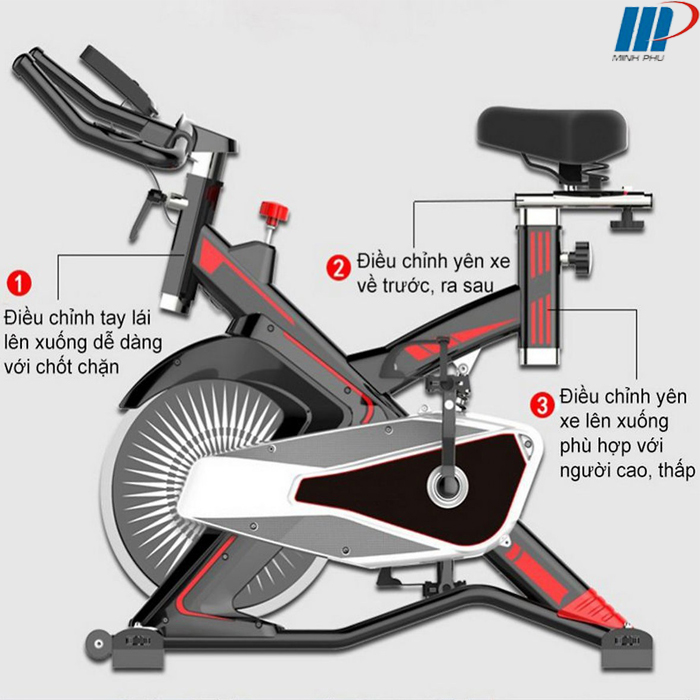 MINH PHU
1
Điều chỉnh tay lái
lên xuống dễ dàng
với chốt chặn
2
Điều chỉnh yên xe
về trước, ra sau
3
Điều chỉnh yên
xe lên xuống
phù hợp với
người cao, thấp